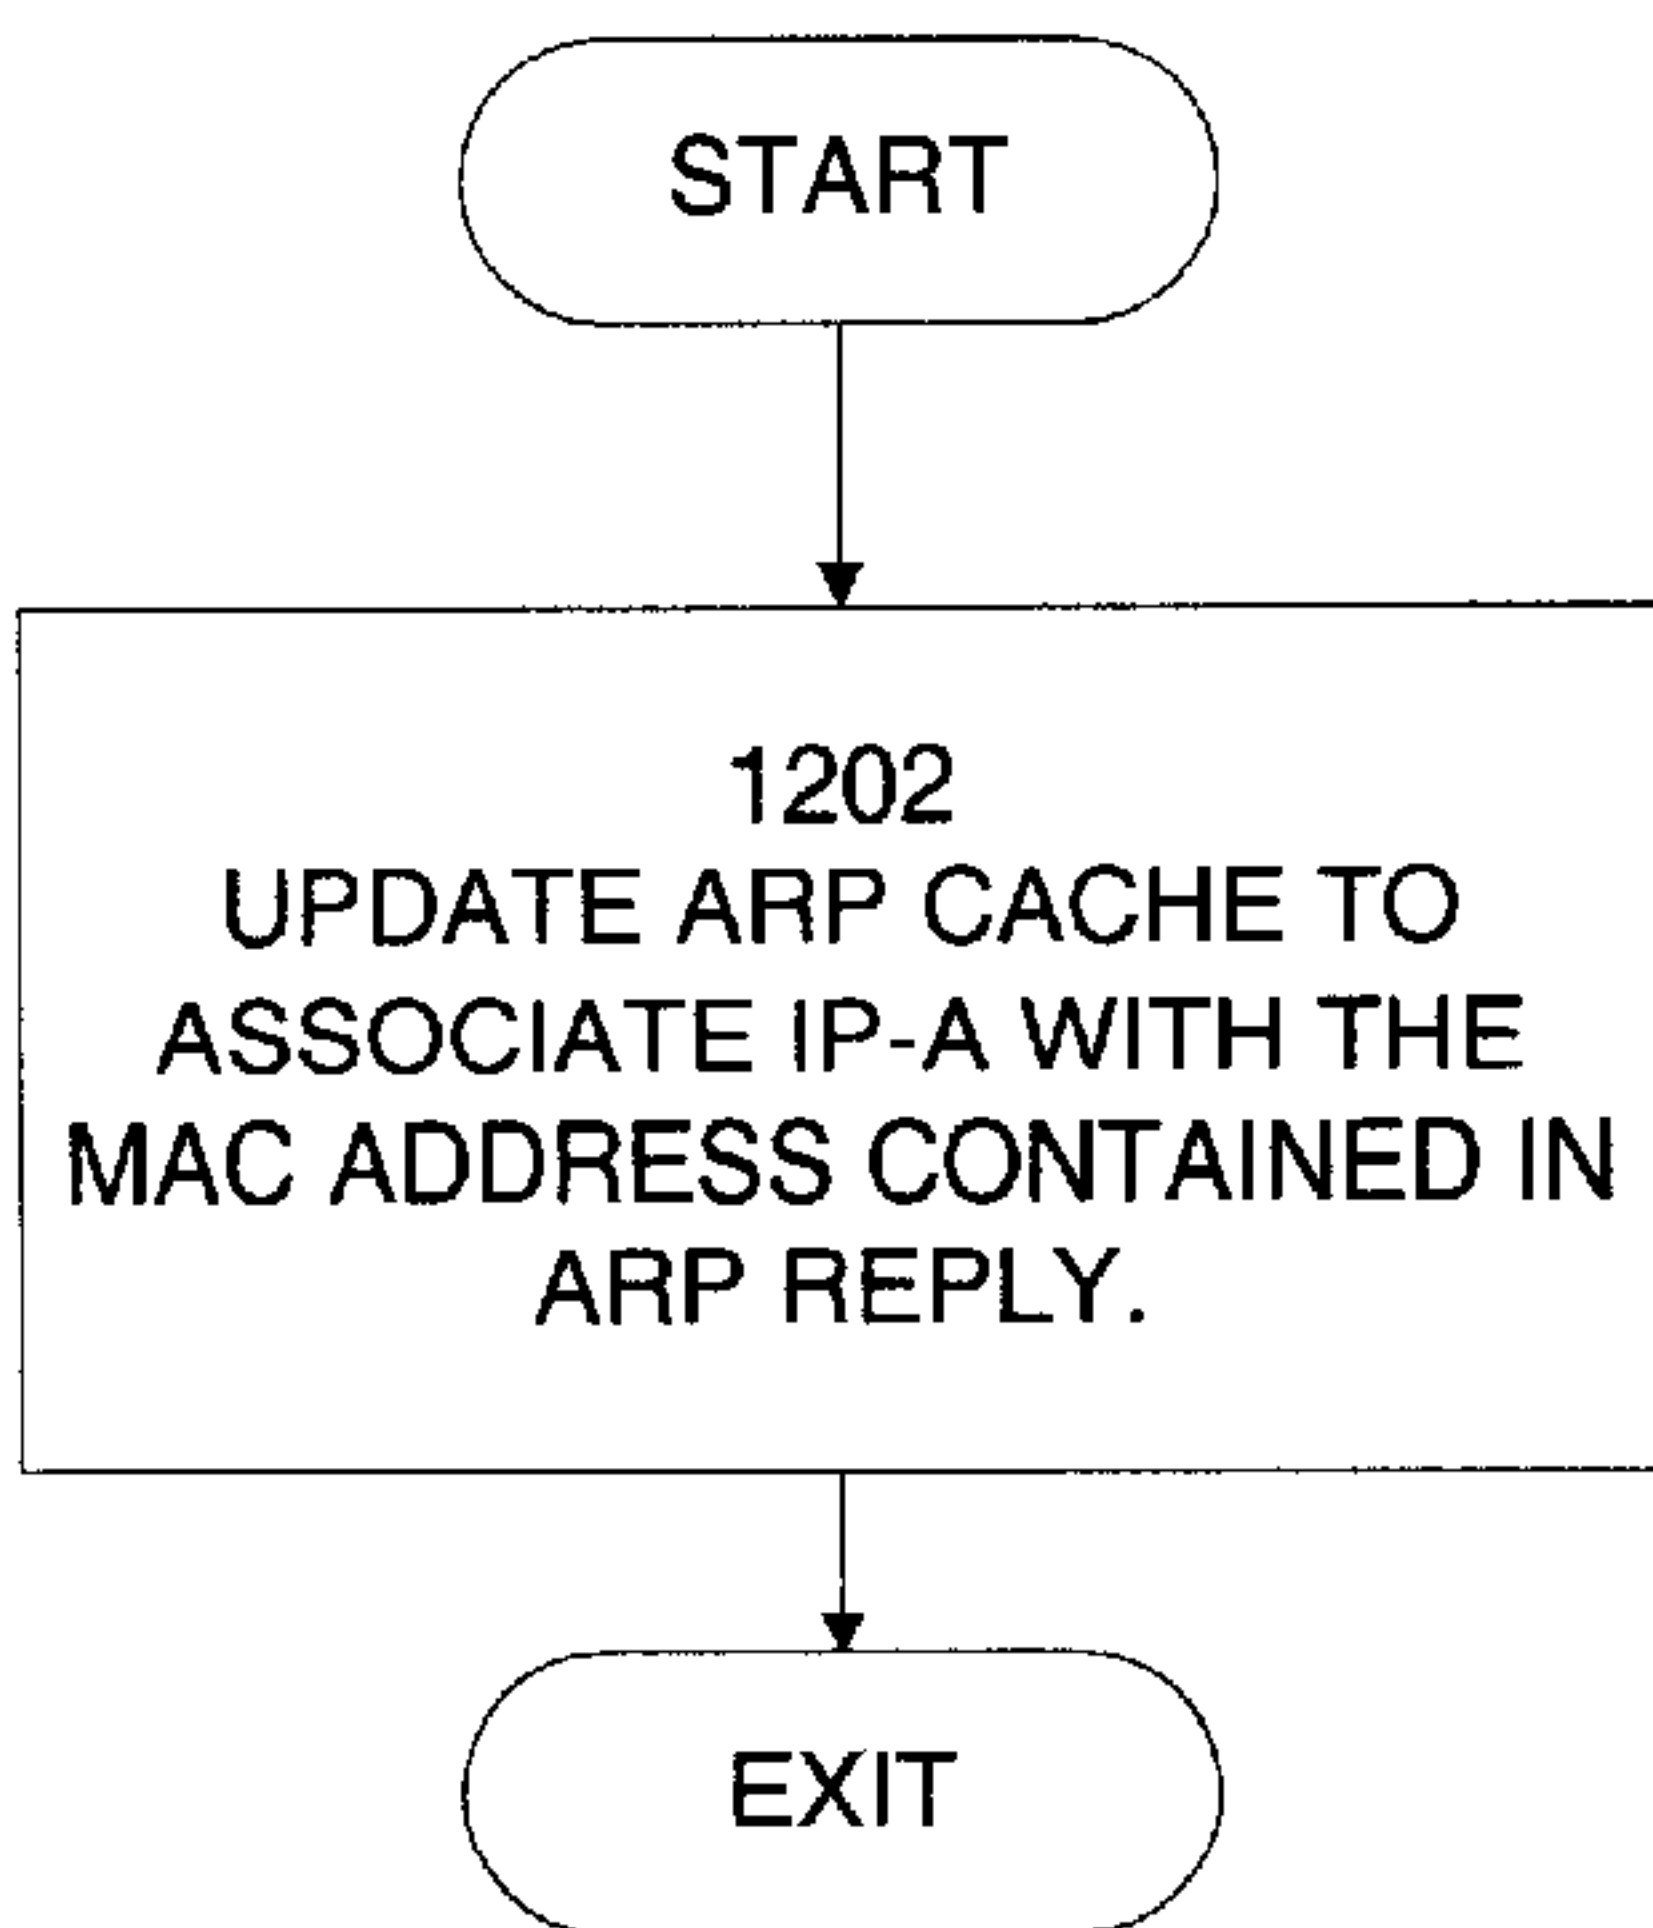 START
1202
UPDATE ARP CACHE TO
ASSOCIATE IP-A WITH THE
MAC ADDRESS CONTAINED IN
ARP REPLY.
EXIT